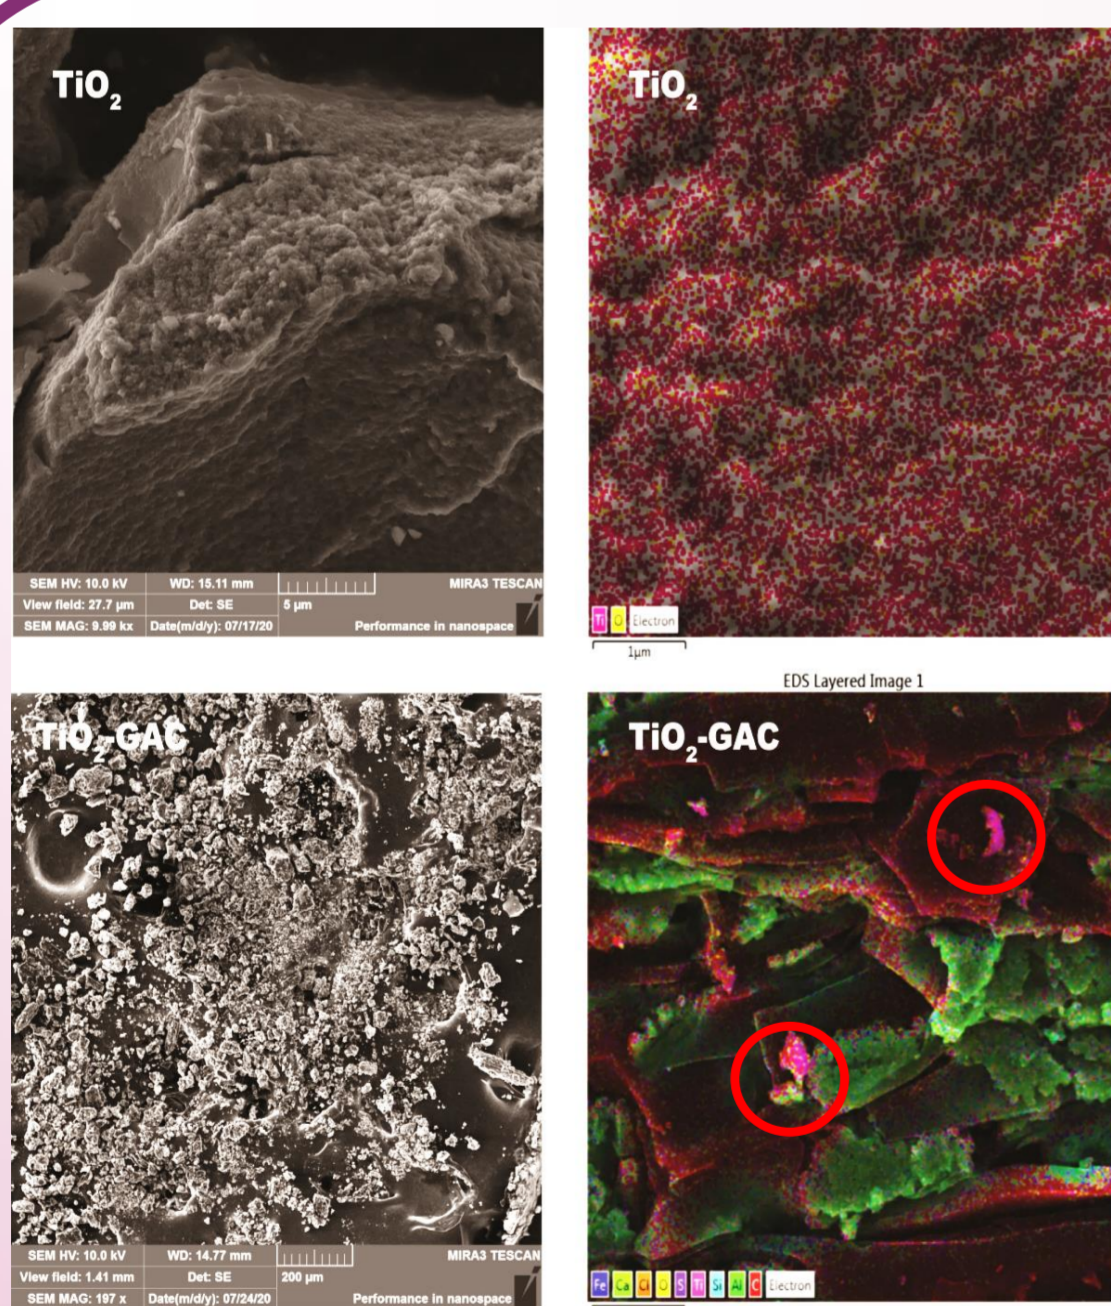 TiO₂
SEM HV: 10.0 kV WD: 15.11 mm MIRA3 TESCAN
View field: 27.7 µm Det: SE 5 µm
SEM MAG: 9.99 kx Date(m/d/y): 07/17/20 Performance in nanospace
TiO₂
Ti O Electron
1µm
TiO₂-GAC
SEM HV: 10.0 kV WD: 14.77 mm MIRA3 TESCAN
View field: 1.41 mm Det: SE 200 µm
SEM MAG: 197 x Date(m/d/y): 07/24/20 Performance in nanospace
EDS Layered Image 1
TiO₂-GAC
Fe Ca Cl O S Ti Si Al C Electron